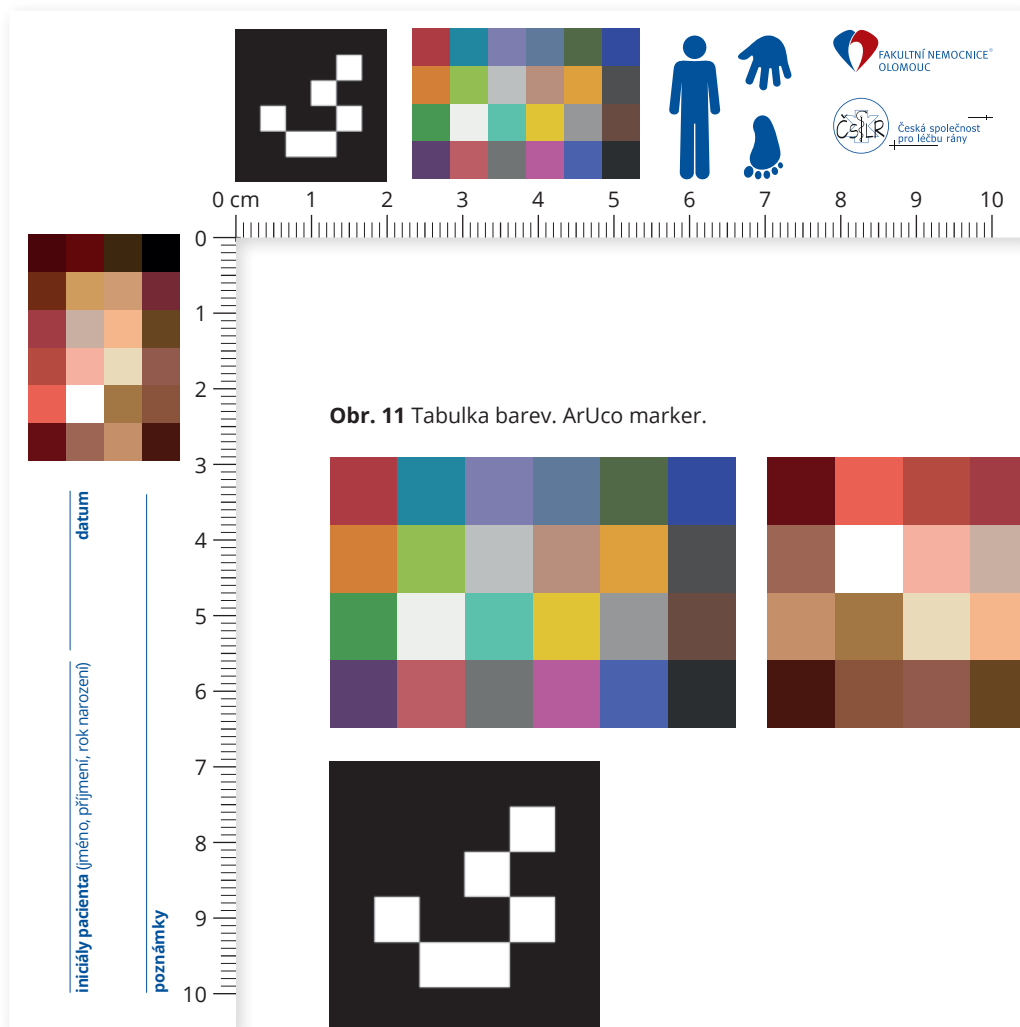 FAKULTNÍ NEMOCNICE®
OLOMOUC
ČSLR
Česká společnost
pro léčbu rány
0 cm 1 2 3 4 5 6 7 8 9 10
0
1
2
3
4
5
6
7
8
9
10
Obr. 11 Tabulka barev. ArUco marker.
datum
iniciály pacienta (jméno, příjmení, rok narození)
poznámky